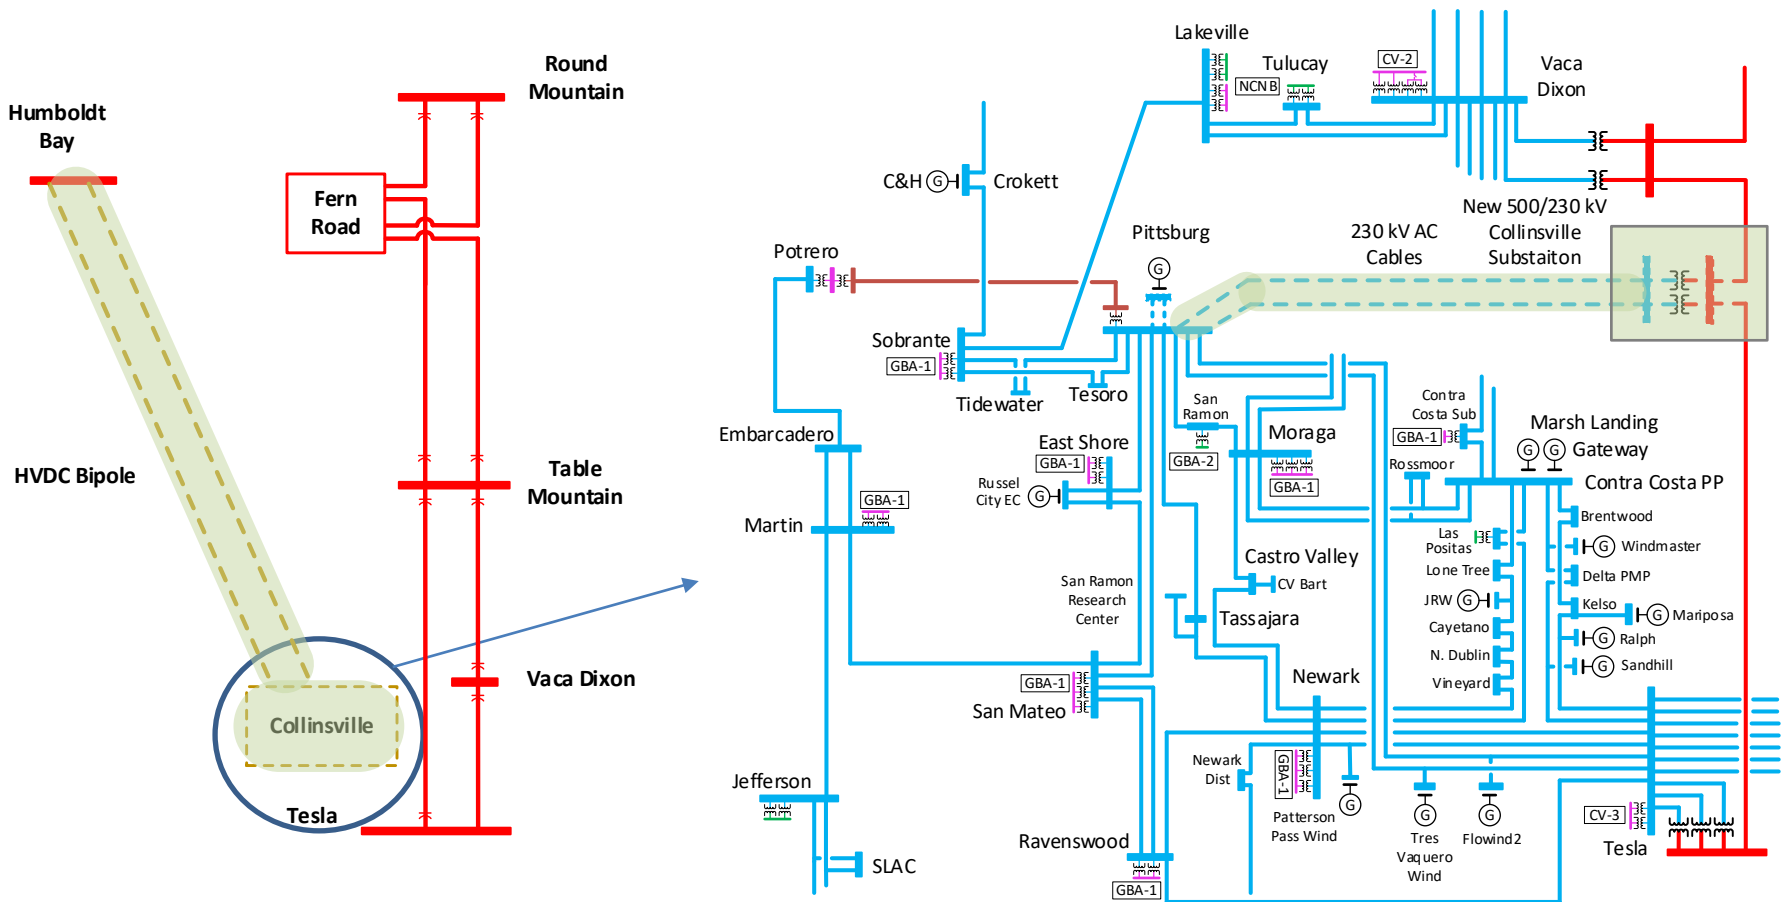 Round
Mountain
Humboldt
Bay
Fern
Road
HVDC Bipole
Table
Mountain
Vaca Dixon
Collinsville
Tesla
Lakeville
Tulucay
NCNB
CV-2
Vaca
Dixon
C&H
G
Crokett
Potrero
Pittsburg
G
230 kV AC
Cables
New 500/230 kV
Collinsville
Substaiton
Sobrante
GBA-1
Tidewater
Tesoro
San
Ramon
GBA-2
Moraga
GBA-1
Contra
Costa Sub
GBA-1
Rossmoor
Marsh Landing
Gateway
G
G
Contra Costa PP
Embarcadero
East Shore
GBA-1
Russel
City EC
G
GBA-1
Martin
Las
Positas
Lone Tree
JRW
G
Cayetano
N. Dublin
Vineyard
Brentwood
G
Windmaster
Delta PMP
Kelso
G
Mariposa
G
Ralph
G
Sandhill
Castro Valley
CV Bart
San Ramon
Research
Center
Tassajara
GBA-1
San Mateo
Newark
Newark
Dist
GBA-1
G
Patterson
Pass Wind
G
Tres
Vaquero
Wind
G
Flowind2
CV-3
Tesla
Jefferson
SLAC
Ravenswood
GBA-1